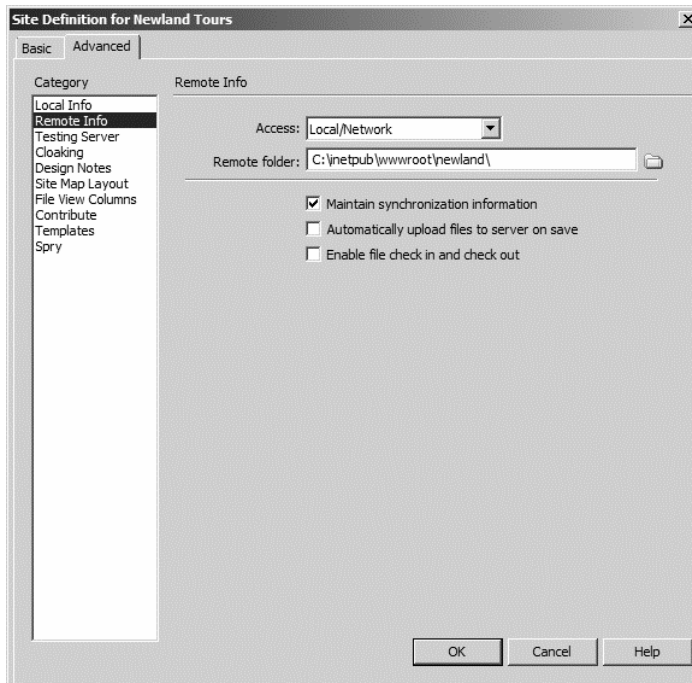 Site Definition for Newland Tours
Basic
Advanced
Category
Remote Info
Local Info
Remote Info
Testing Server
Cloaking
Design Notes
Site Map Layout
File View Columns
Contribute
Templates
Spry
Access: Local/Network
Remote folder: C:\inetpub\wwwroot\newland\
Maintain synchronization information
Automatically upload files to server on save
Enable file check in and check out
OK
Cancel
Help